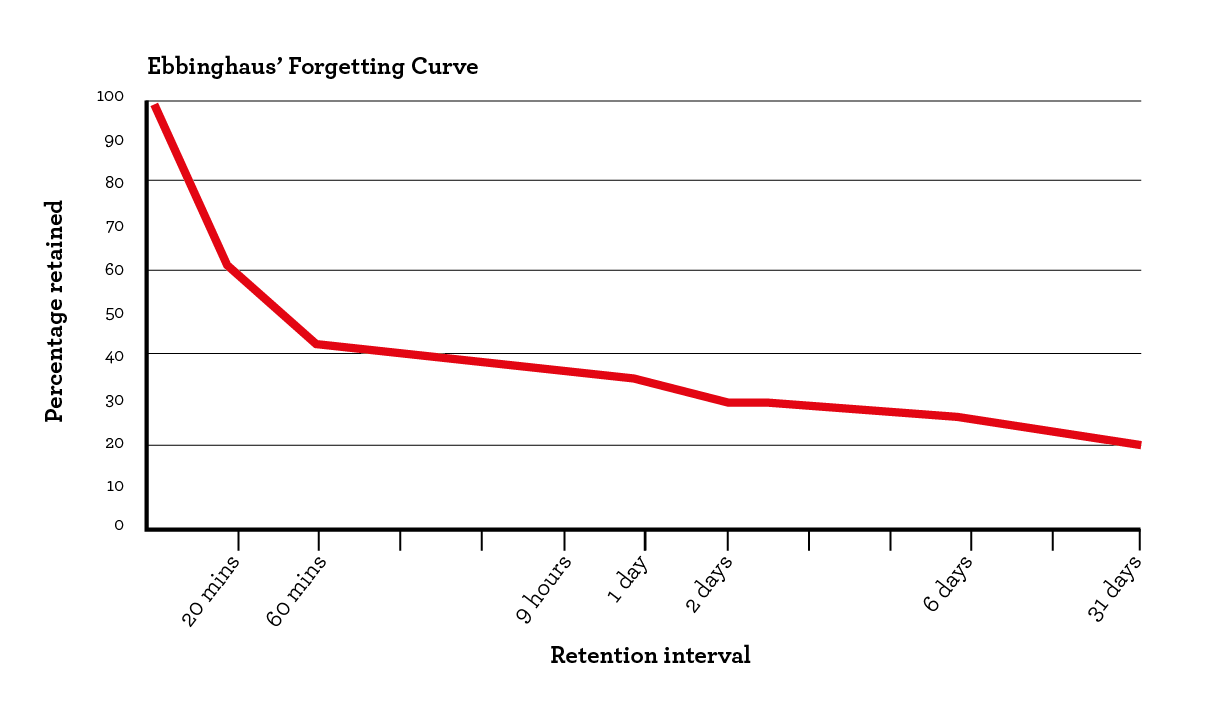 Ebbinghaus’ Forgetting Curve
100
90
80
70
60
50
40
30
20
10
0
Percentage retained
20 mins
60 mins
9 hours
1 day
2 days
6 days
31 days
Retention interval